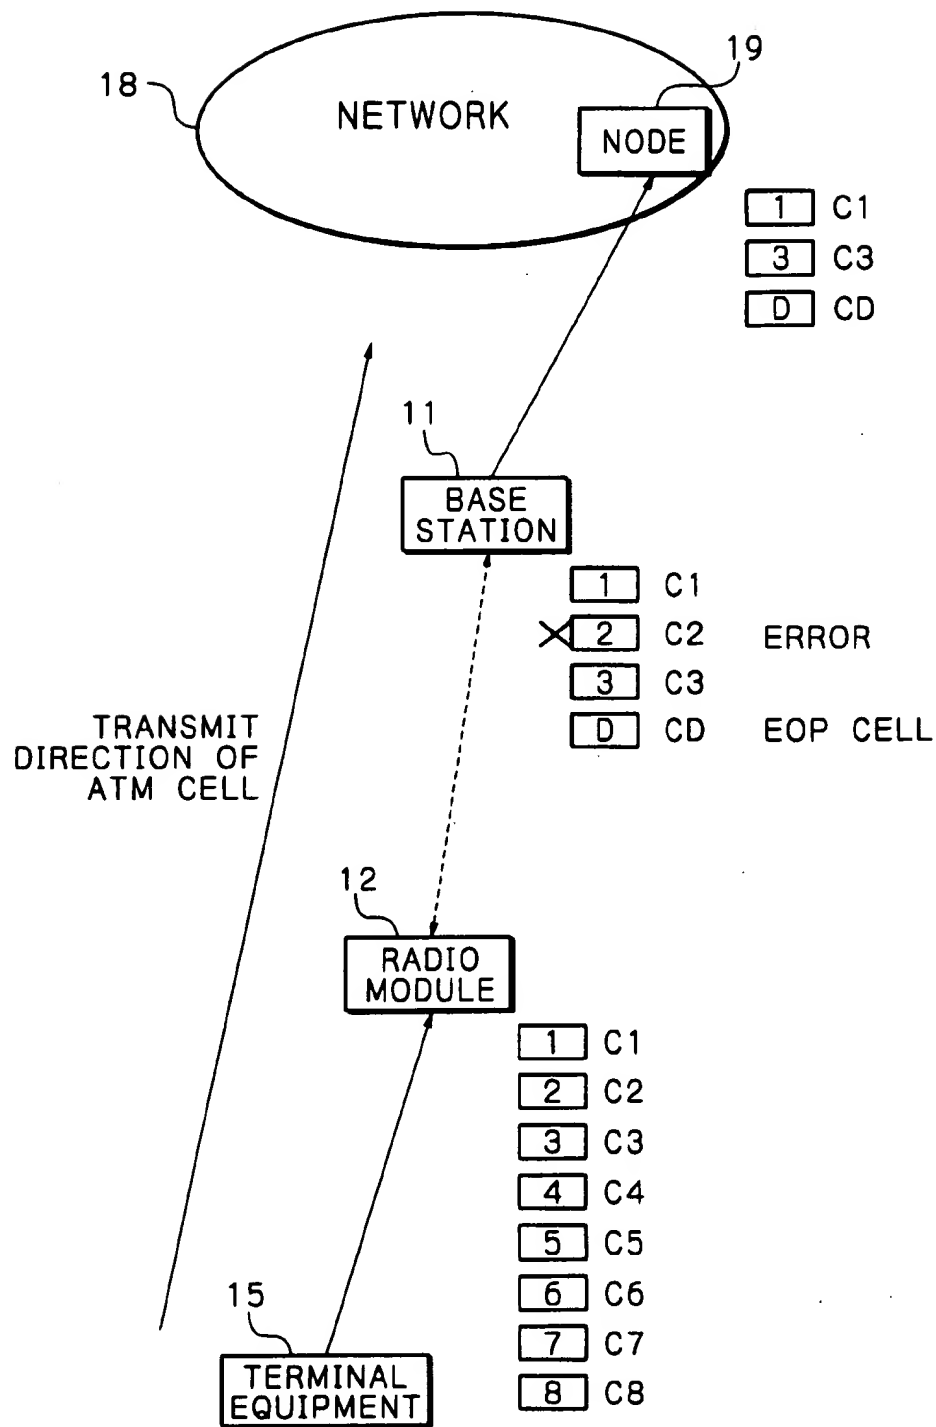 19
18
NETWORK
NODE
1 C1
3 C3
D CD
11
BASE
STATION
1 C1
2 C2 ERROR
3 C3
D CD EOP CELL
TRANSMIT
DIRECTION OF
ATM CELL
12
RADIO
MODULE
1 C1
2 C2
3 C3
4 C4
5 C5
6 C6
7 C7
8 C8
15
TERMINAL
EQUIPMENT